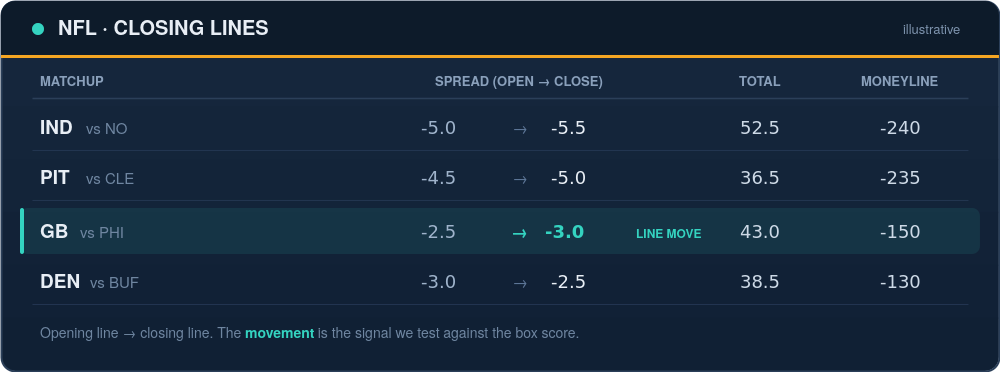 NFL · CLOSING LINES illustrative
MATCHUP SPREAD (OPEN → CLOSE) TOTAL MONEYLINE
IND vs NO -5.0 → -5.5 52.5 -240
PIT vs CLE -4.5 → -5.0 36.5 -235
GB vs PHI -2.5 → -3.0 LINE MOVE 43.0 -150
DEN vs BUF -3.0 → -2.5 38.5 -130
Opening line → closing line. The movement is the signal we test against the box score.